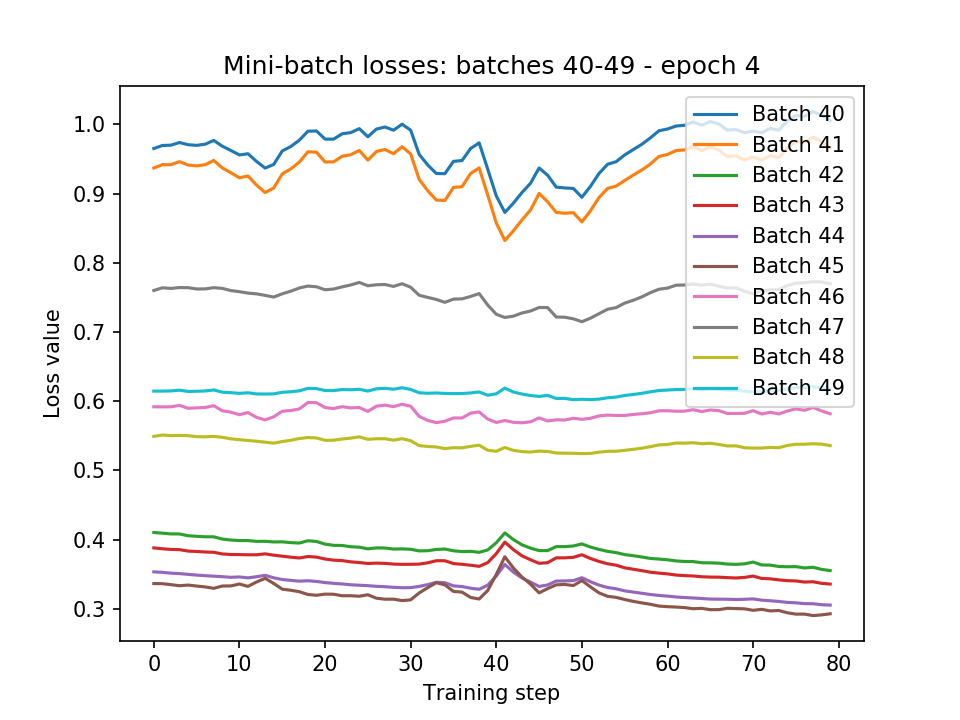 Mini-batch losses: batches 40-49 - epoch 4
1.0
0.9
0.8
0.7
0.6
0.5
0.4
0.3
Loss value
Batch 40
Batch 41
Batch 42
Batch 43
Batch 44
Batch 45
Batch 46
Batch 47
Batch 48
Batch 49
0 10 20 30 40 50 60 70 80
Training step